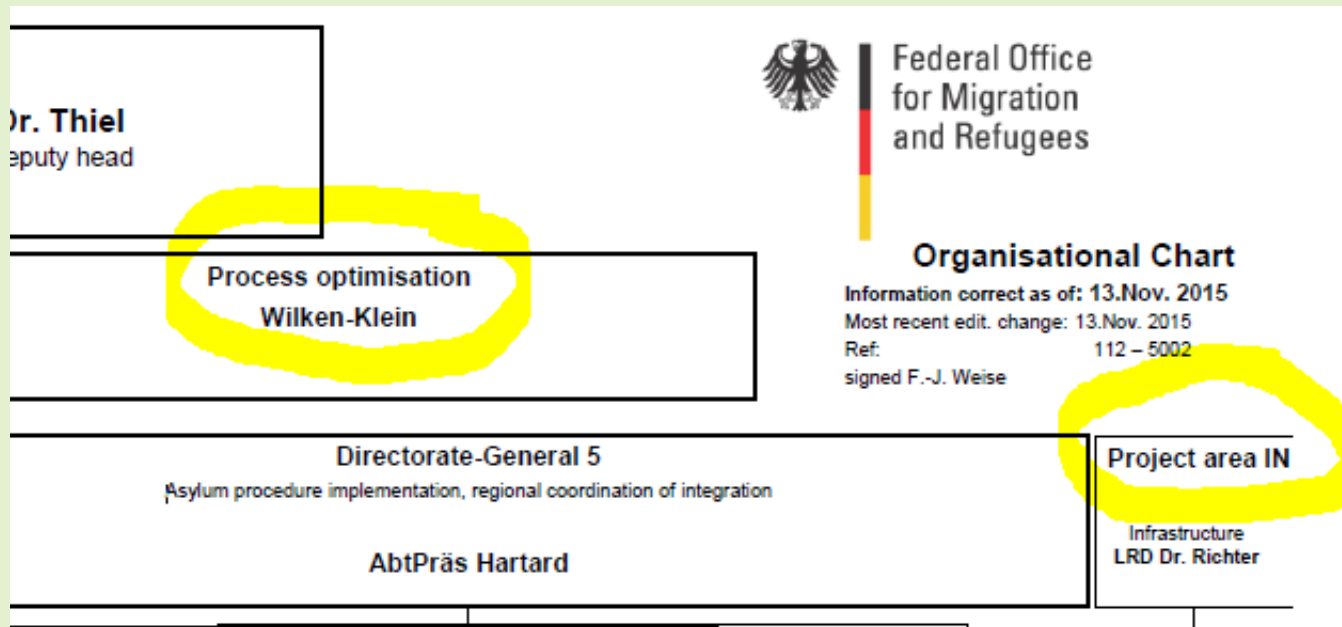 Federal Office
for Migration
and Refugees
Dr. Thiel
eputy head
Organisational Chart
Information correct as of: 13.Nov. 2015
Most recent edit. change: 13.Nov. 2015
Ref: 112 – 5002
signed F.-J. Weise
Process optimisation
Wilken-Klein
Directorate-General 5
Asylum procedure implementation, regional coordination of integration
AbtPräs Hartard
Project area IN
Infrastructure
LRD Dr. Richter